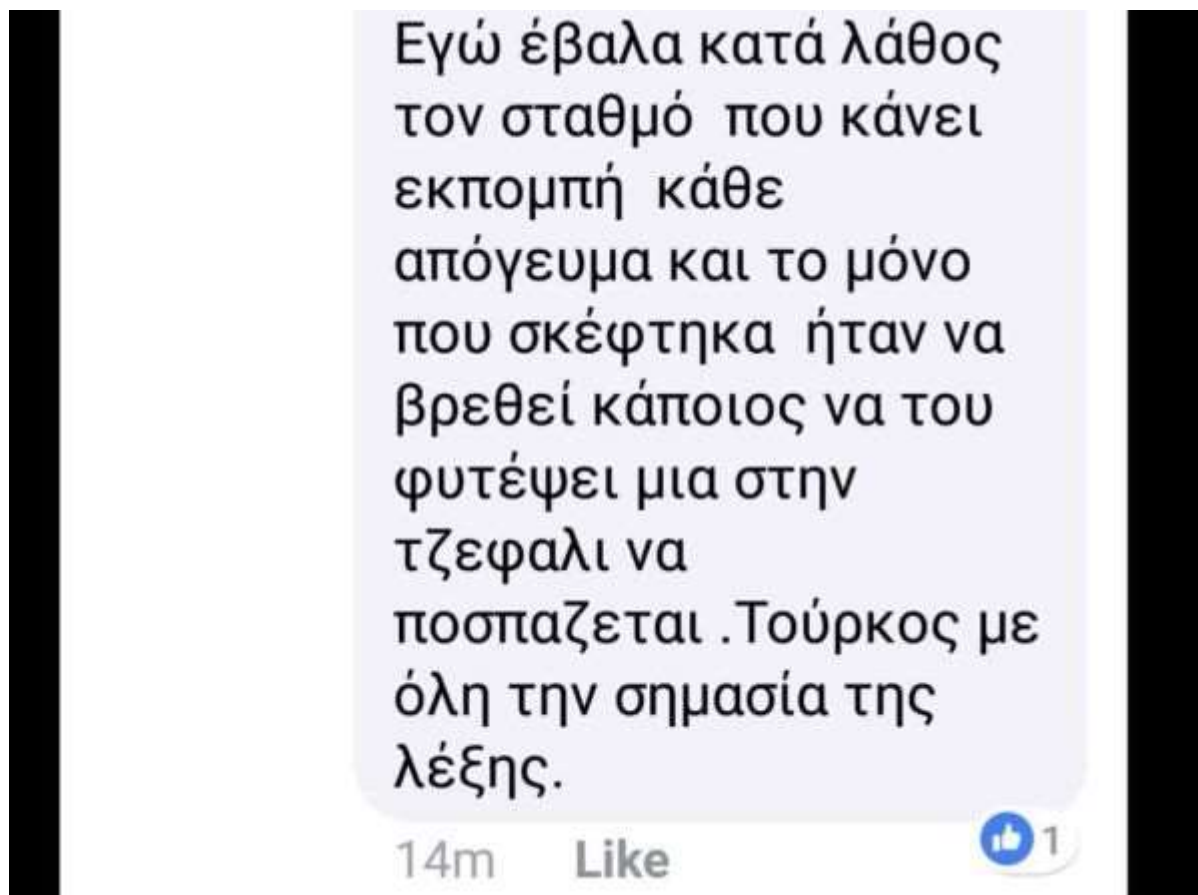 Εγώ έβαλα κατά λάθος
τον σταθμό που κάνει
εκπομπή κάθε
απόγευμα και το μόνο
που σκέφτηκα ήταν να
βρεθεί κάποιος να του
φυτέψει μια στην
τζεφαλι να
ποσπαζεται .Τούρκος με
όλη την σημασία της
λέξης.
14m Like 1